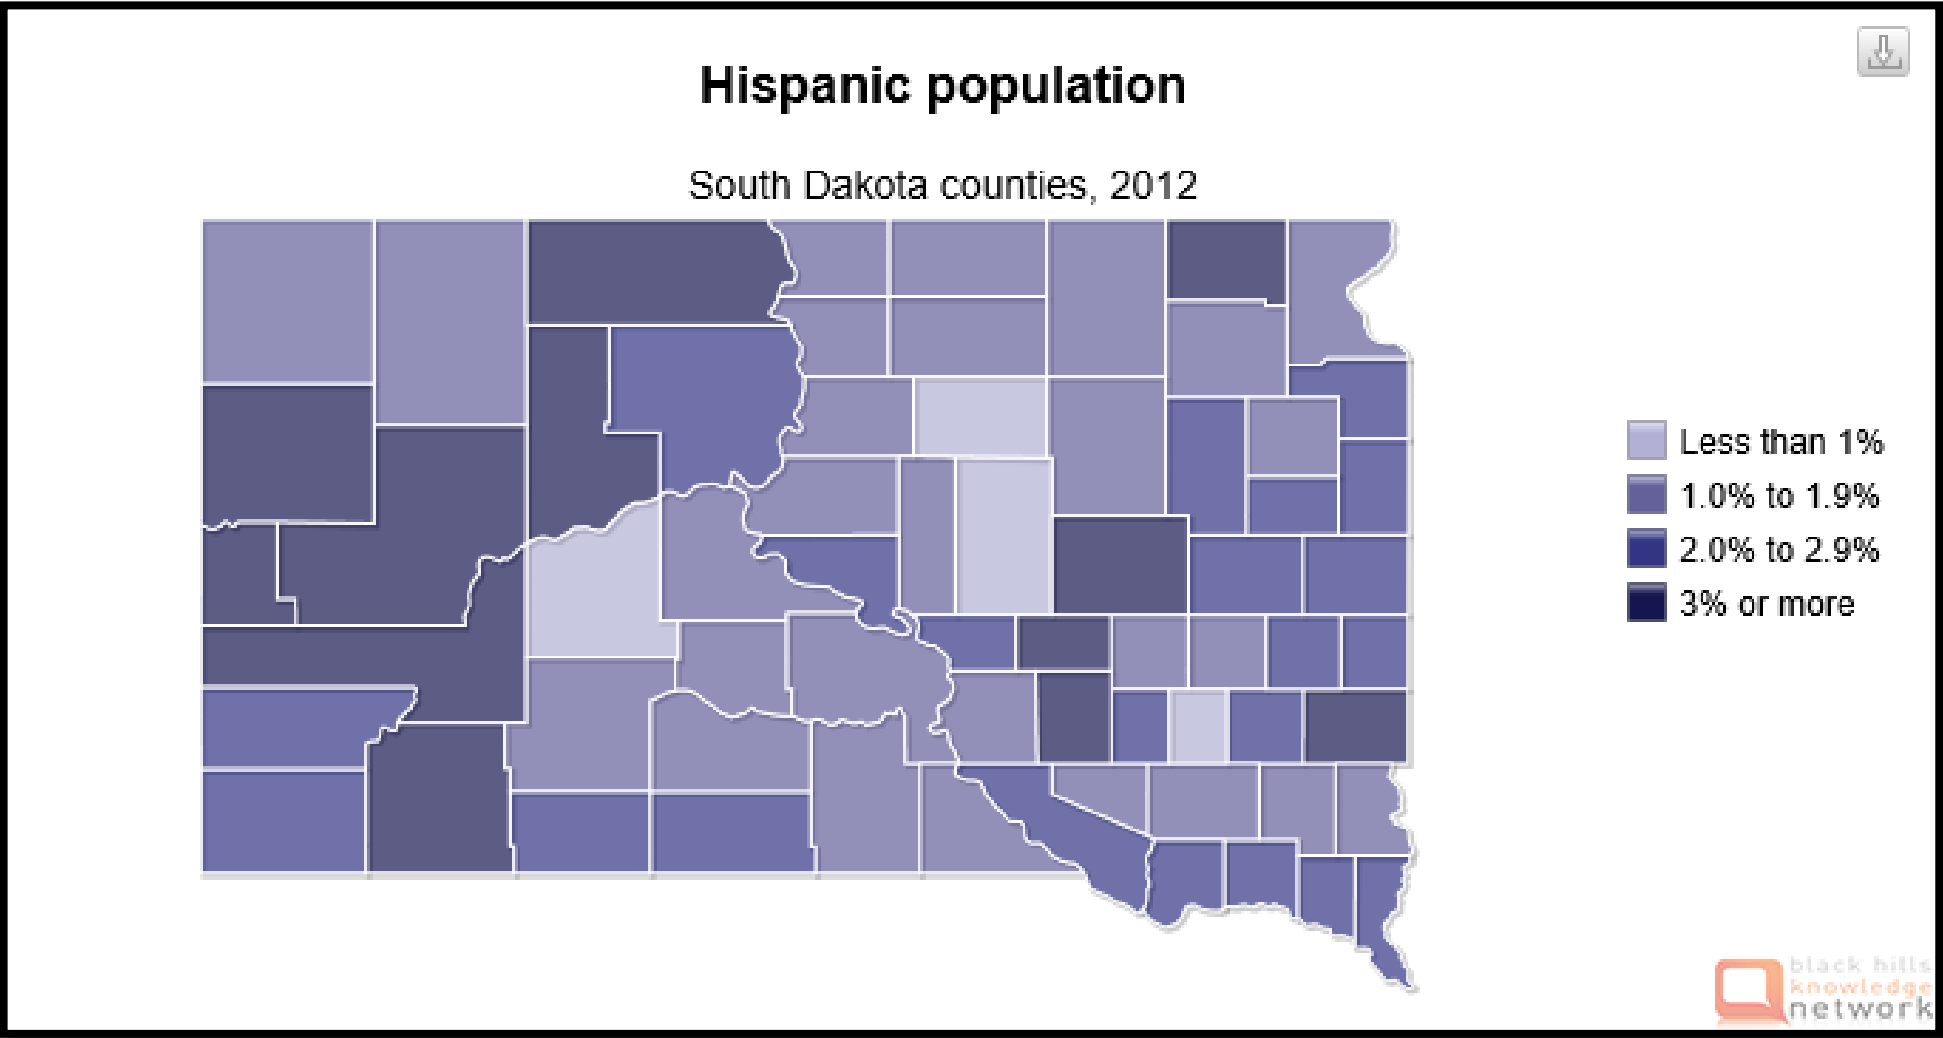 Hispanic population
South Dakota counties, 2012
Less than 1%
1.0% to 1.9%
2.0% to 2.9%
3% or more
black hills
knowledge
network